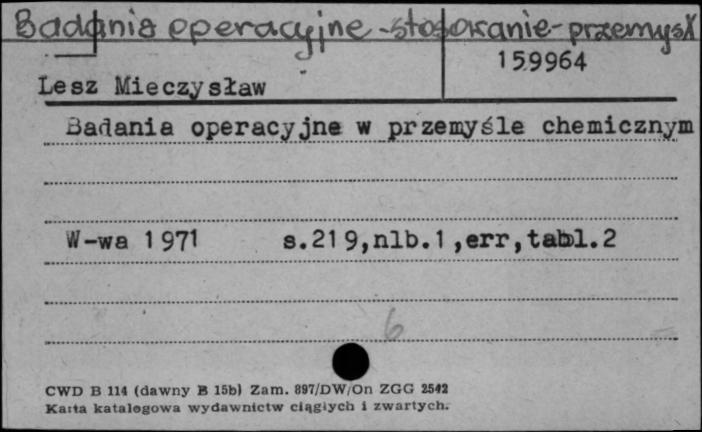 Badania operacyjne - stosowanie - przemysł
159964
Lesz Mieczysław
Badania operacyjne w przemyśle chemicznym
W-wa 1971 s.219,nlb.1,err,tabl.2
6
CWD B 114 (dawny B 15b) Zam. 897/DW/On ZGG 2542
Karta katalogowa wydawnictw ciągłych i zwartych.